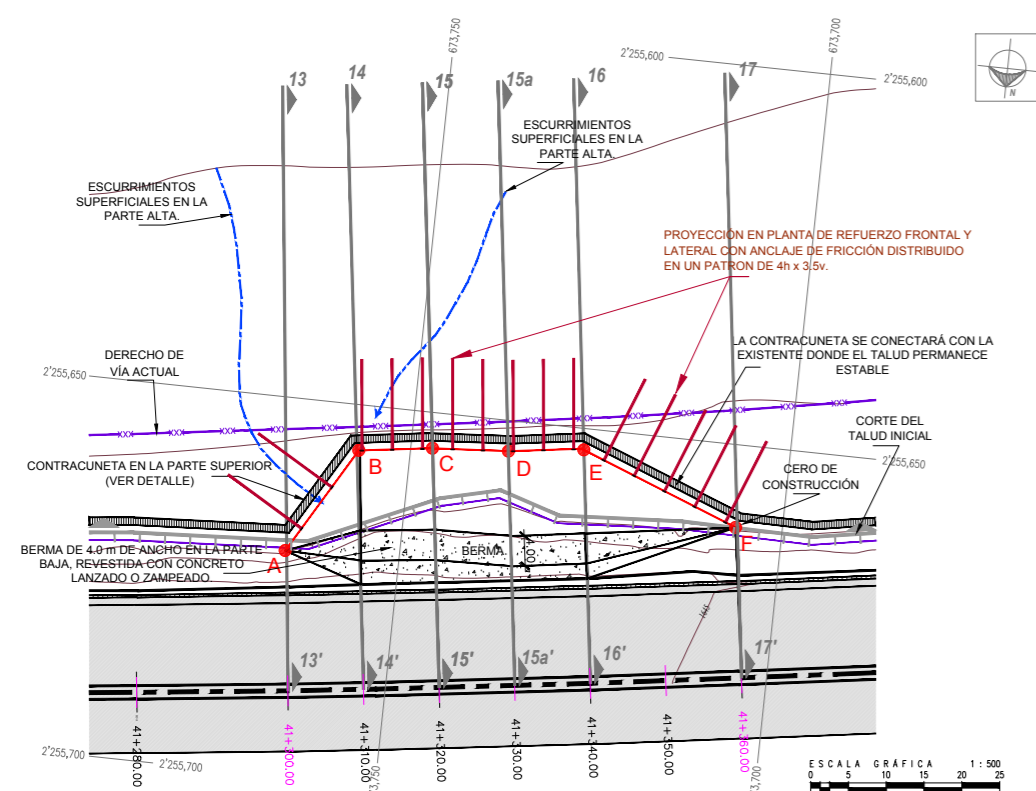 673,750
673,700
2'255,600
2'255,600
N
13
14
15
15a
16
17
ESCURRIMIENTOS
SUPERFICIALES EN LA
PARTE ALTA.
ESCURRIMIENTOS
SUPERFICIALES EN LA
PARTE ALTA.
PROYECCIÓN EN PLANTA DE REFUERZO FRONTAL Y
LATERAL CON ANCLAJE DE FRICCIÓN DISTRIBUIDO
EN UN PATRON DE 4h x 3.5v.
LA CONTRACUNETA SE CONECTARÁ CON LA
EXISTENTE DONDE EL TALUD PERMANECE
ESTABLE
DERECHO DE
VÍA ACTUAL
2'255,650
CORTE DEL
TALUD INICIAL
2'255,650
CONTRACUNETA EN LA PARTE SUPERIOR
(VER DETALLE)
CERO DE
CONSTRUCCIÓN
A
B
C
D
E
F
BERMA DE 4.0 m DE ANCHO EN LA PARTE
BAJA, REVESTIDA CON CONCRETO
LANZADO O ZAMPEADO.
BERMA
4.00
13'
14'
15'
15a'
16'
17'
41+280.00
41+300.00
41+310.00
41+320.00
41+330.00
41+340.00
41+350.00
41+360.00
2'255,700
2'255,700
673,750
673,700
ESCALA GRÁFICA 1:500
0 5 10 15 20 25